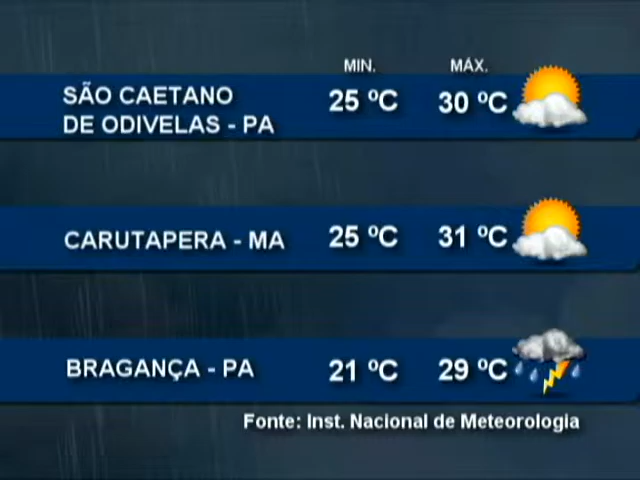 MIN. MÁX.
SÃO CAETANO
DE ODIVELAS - PA 25 ºC 30 ºC
CARUTAPERA - MA 25 ºC 31 ºC
BRAGANÇA - PA 21 ºC 29 ºC
Fonte: Inst. Nacional de Meteorologia